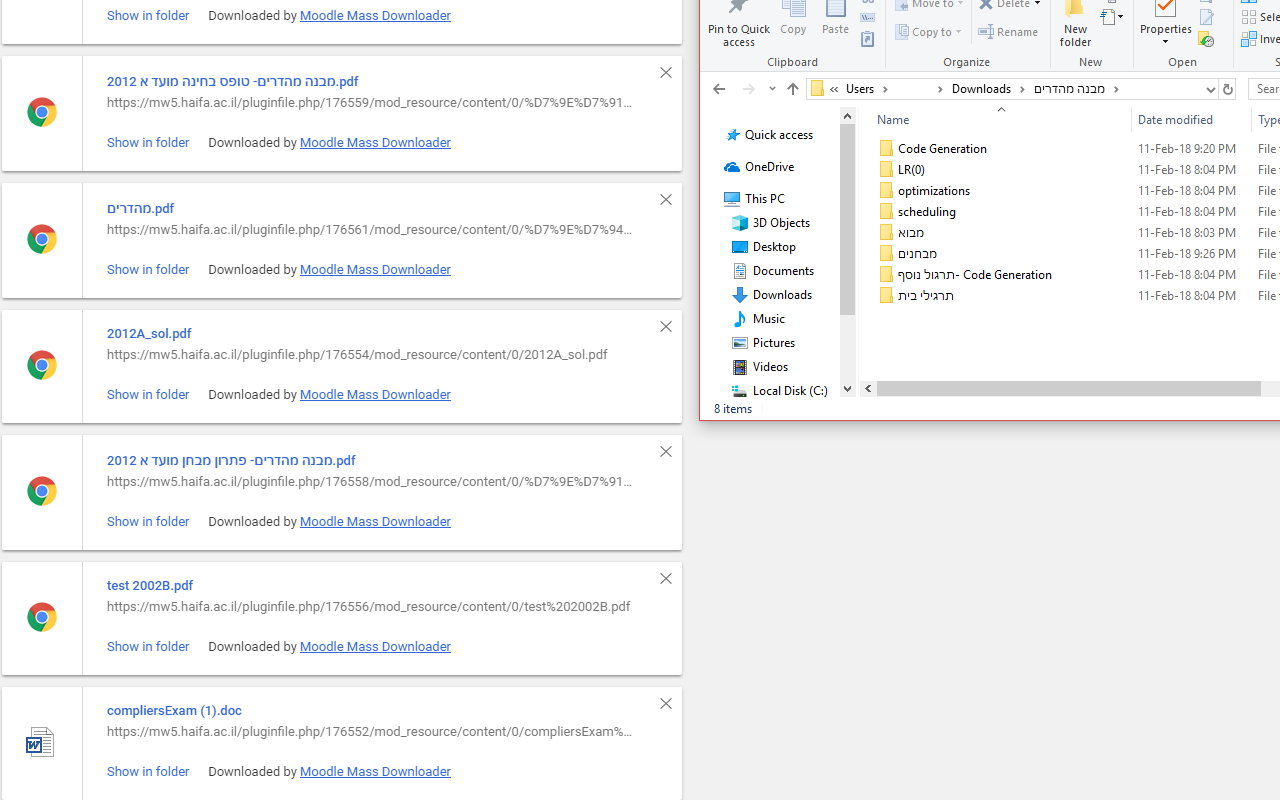 Show in folder Downloaded by Moodle Mass Downloader
מבנה מהדרים- טופס בחינה מועד א 2012.pdf
https://mw5.haifa.ac.il/pluginfile.php/176559/mod_resource/content/0/%D7%9E%D7%91...
Show in folder Downloaded by Moodle Mass Downloader
מהדרים.pdf
https://mw5.haifa.ac.il/pluginfile.php/176561/mod_resource/content/0/%D7%9E%D7%94...
Show in folder Downloaded by Moodle Mass Downloader
2012A_sol.pdf
https://mw5.haifa.ac.il/pluginfile.php/176554/mod_resource/content/0/2012A_sol.pdf
Show in folder Downloaded by Moodle Mass Downloader
מבנה מהדרים- פתרון מבחן מועד א 2012.pdf
https://mw5.haifa.ac.il/pluginfile.php/176558/mod_resource/content/0/%D7%9E%D7%91...
Show in folder Downloaded by Moodle Mass Downloader
test 2002B.pdf
https://mw5.haifa.ac.il/pluginfile.php/176556/mod_resource/content/0/test%202002B.pdf
Show in folder Downloaded by Moodle Mass Downloader
compliersExam (1).doc
https://mw5.haifa.ac.il/pluginfile.php/176552/mod_resource/content/0/compliersExam%...
Show in folder Downloaded by Moodle Mass Downloader
Move to Delete
Pin to Quick access Copy Paste
Copy to Rename
New folder
Properties
Clipboard Organize New Open
Users Downloads מבנה מהדרים
Name Date modified Type
Quick access
OneDrive
This PC
3D Objects
Desktop
Documents
Downloads
Music
Pictures
Videos
Local Disk (C:)
Code Generation 11-Feb-18 9:20 PM File
LR(0) 11-Feb-18 8:04 PM File
optimizations 11-Feb-18 8:04 PM File
scheduling 11-Feb-18 8:04 PM File
מבוא 11-Feb-18 8:03 PM File
מבחנים 11-Feb-18 9:26 PM File
תרגול נוסף- Code Generation 11-Feb-18 8:04 PM File
תרגילי בית 11-Feb-18 8:04 PM File
8 items